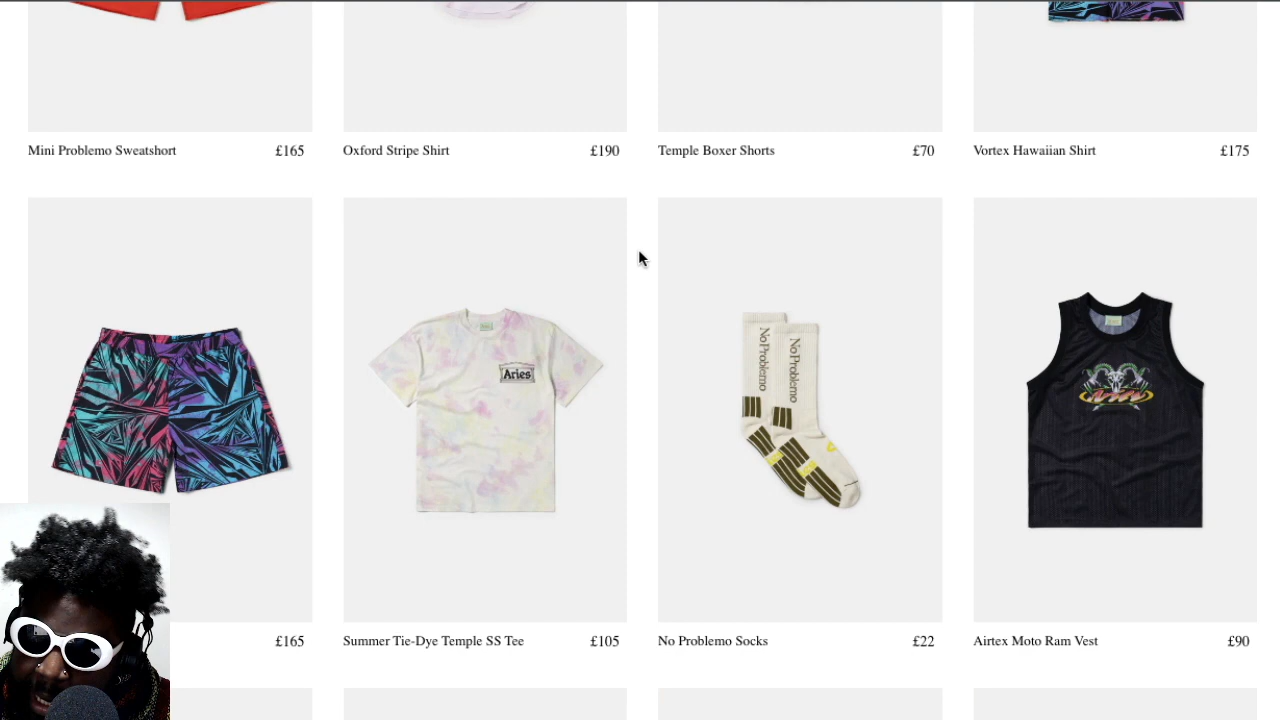 Mini Problemo Sweatshort £165
Oxford Stripe Shirt £190
Temple Boxer Shorts £70
Vortex Hawaiian Shirt £175
Aries
No Problemo
No Problemo
£165
Summer Tie-Dye Temple SS Tee £105
No Problemo Socks £22
Airtex Moto Ram Vest £90